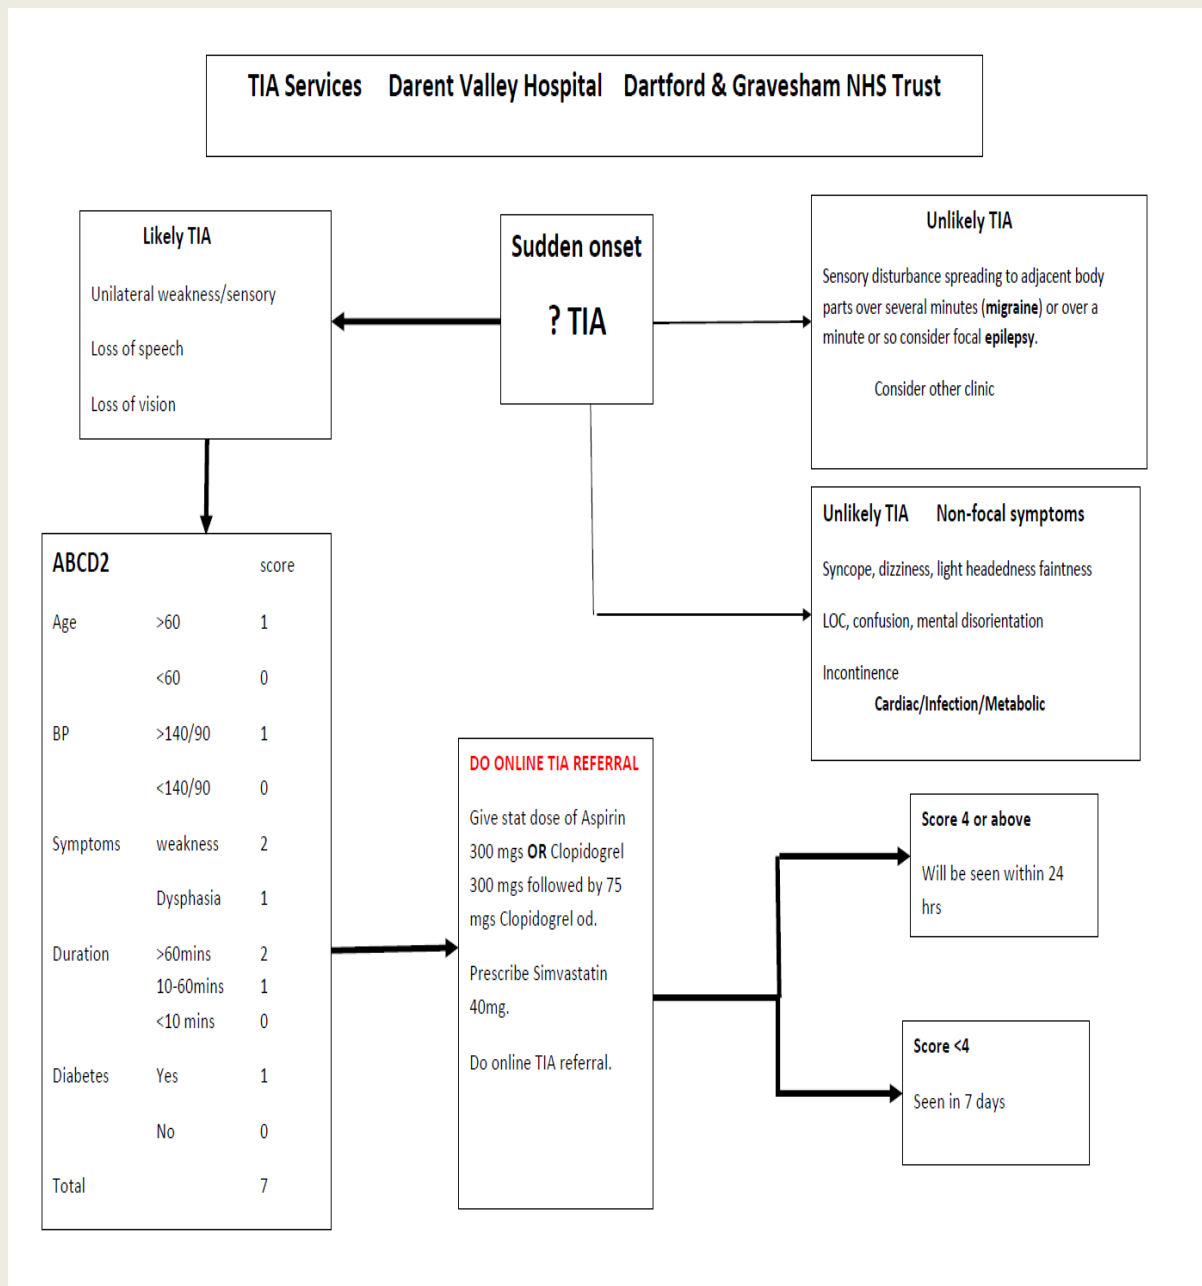 TIA Services Darent Valley Hospital Dartford & Gravesham NHS Trust
Likely TIA
Unilateral weakness/sensory
Loss of speech
Loss of vision
Sudden onset
? TIA
Unlikely TIA
Sensory disturbance spreading to adjacent body
parts over several minutes (migraine) or over a
minute or so consider focal epilepsy.
Consider other clinic
Unlikely TIA Non-focal symptoms
Syncope, dizziness, light headedness faintness
LOC, confusion, mental disorientation
Incontinence
Cardiac/Infection/Metabolic
ABCD2 score
Age >60 1
<60 0
BP >140/90 1
<140/90 0
Symptoms weakness 2
Dysphasia 1
Duration >60mins 2
10-60mins 1
<10 mins 0
Diabetes Yes 1
No 0
Total 7
DO ONLINE TIA REFERRAL
Give stat dose of Aspirin
300 mgs OR Clopidogrel
300 mgs followed by 75
mgs Clopidogrel od.
Prescribe Simvastatin
40mg.
Do online TIA referral.
Score 4 or above
Will be seen within 24
hrs
Score <4
Seen in 7 days